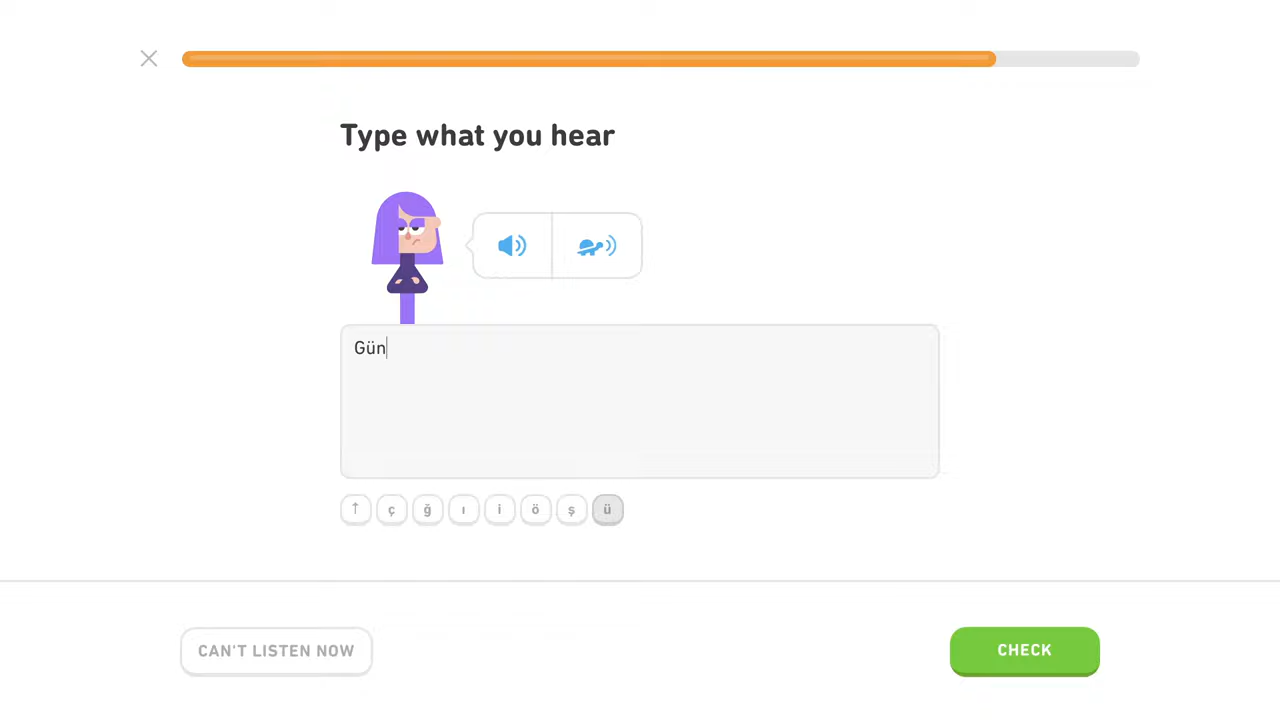 Type what you hear
Gün
↑ ç ğ ı i ö ş ü
CAN'T LISTEN NOW
CHECK